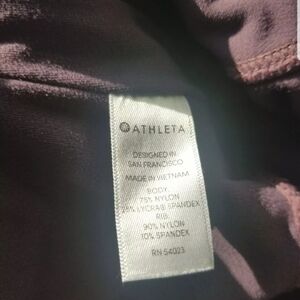 ATHLETA
DESIGNED IN
SAN FRANCISCO
MADE IN VIETNAM
BODY:
75% NYLON
25% LYCRA® SPANDEX
RIB:
90% NYLON
10% SPANDEX
RN 54023